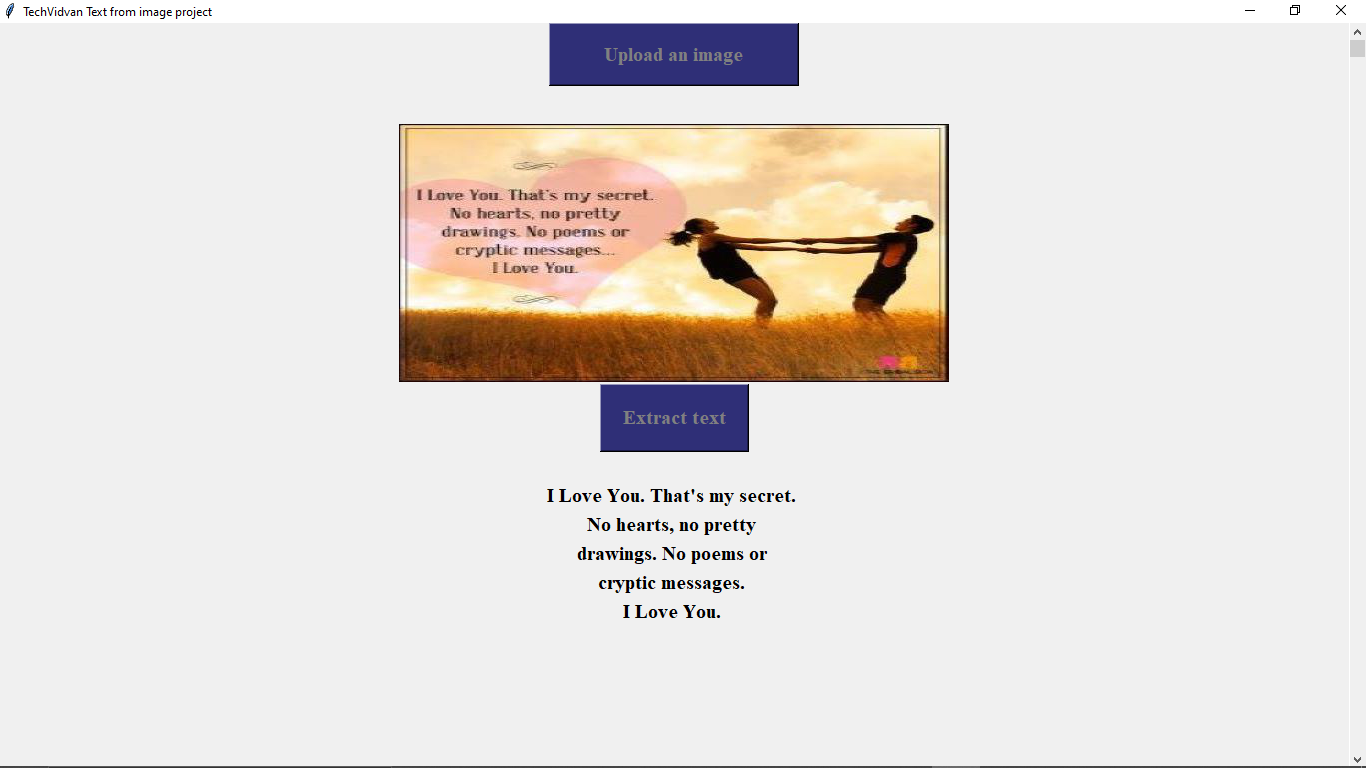 TechVidvan Text from image project
Upload an image
I Love You. That's my secret.
No hearts, no pretty
drawings. No poems or
cryptic messages...
I Love You.
Extract text
I Love You. That's my secret.
No hearts, no pretty
drawings. No poems or
cryptic messages.
I Love You.